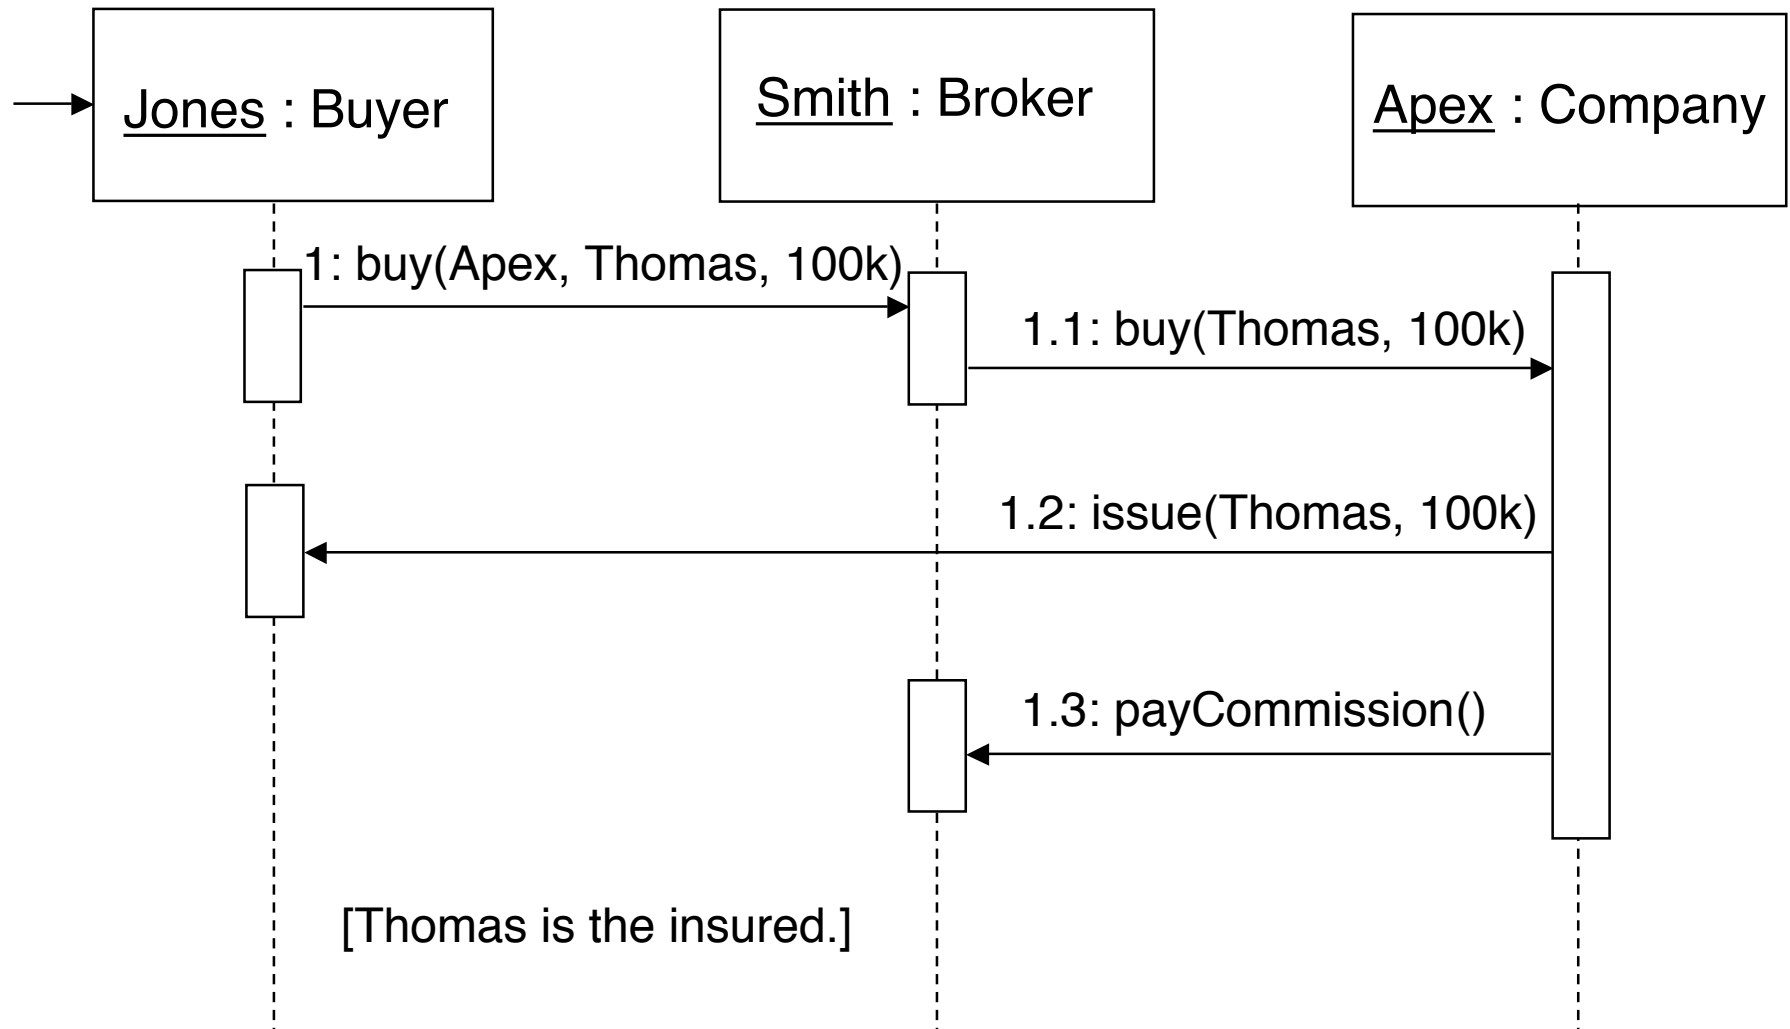 Jones : Buyer
Smith : Broker
Apex : Company
1: buy(Apex, Thomas, 100k)
1.1: buy(Thomas, 100k)
1.2: issue(Thomas, 100k)
1.3: payCommission()
[Thomas is the insured.]